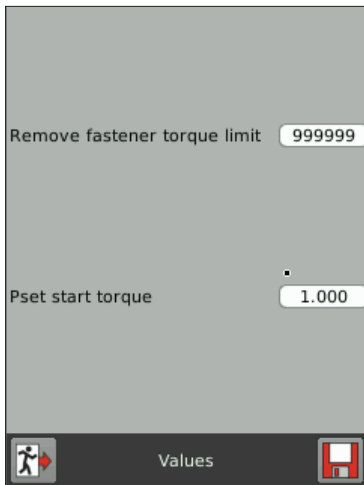 Remove fastener torque limit 999999
Pset start torque 1.000
Values